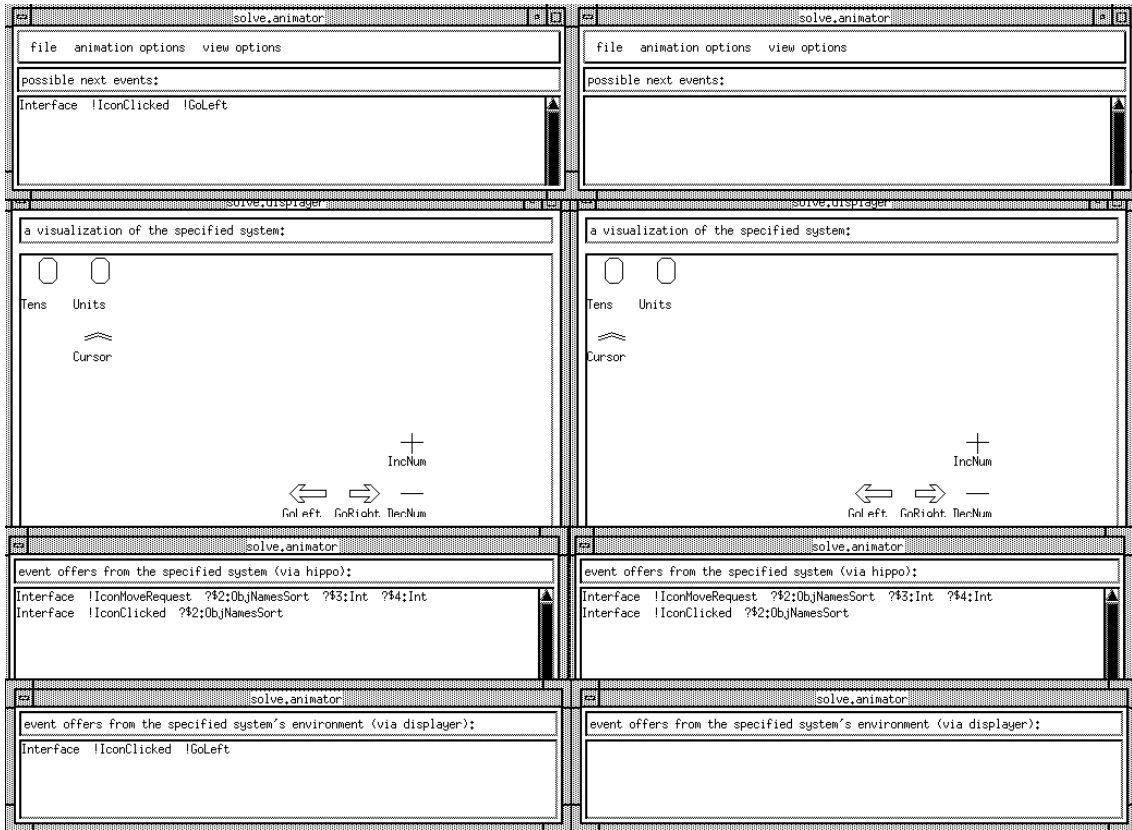 solve.animator
file animation options view options
possible next events:
Interface !IconClicked !GoLeft
solve.displayer
a visualization of the specified system:
Tens Units
Cursor
IncNum
GoLeft GoRight DecNum
solve.animator
event offers from the specified system (via hippo):
Interface !IconMoveRequest ?$2:ObjNamesSort ?$3:Int ?$4:Int
Interface !IconClicked ?$2:ObjNamesSort
solve.animator
event offers from the specified system's environment (via displayer):
Interface !IconClicked !GoLeft
solve.animator
file animation options view options
possible next events:
solve.displayer
a visualization of the specified system:
Tens Units
Cursor
IncNum
GoLeft GoRight DecNum
solve.animator
event offers from the specified system (via hippo):
Interface !IconMoveRequest ?$2:ObjNamesSort ?$3:Int ?$4:Int
Interface !IconClicked ?$2:ObjNamesSort
solve.animator
event offers from the specified system's environment (via displayer):